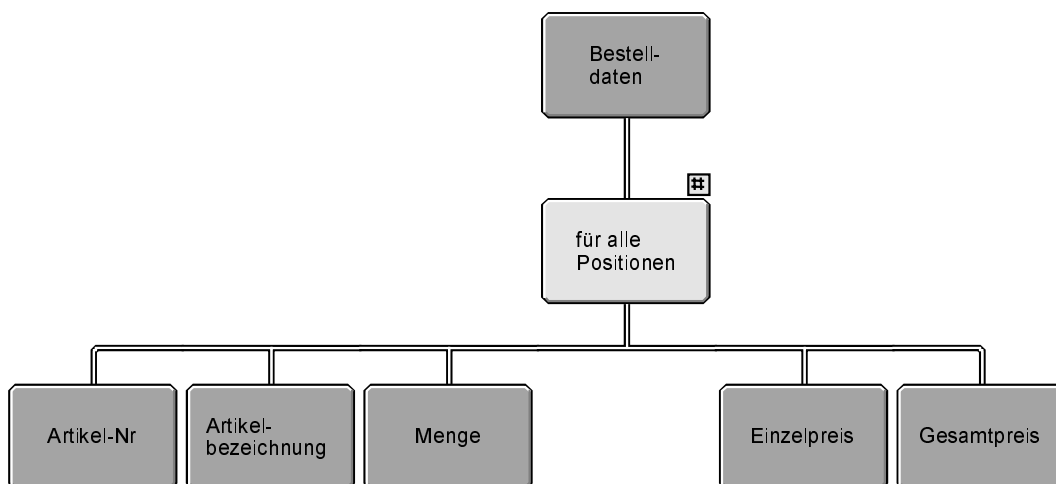 Bestell-
daten
#
für alle
Positionen
Artikel-Nr
Artikel-
bezeichnung
Menge
Einzelpreis
Gesamtpreis